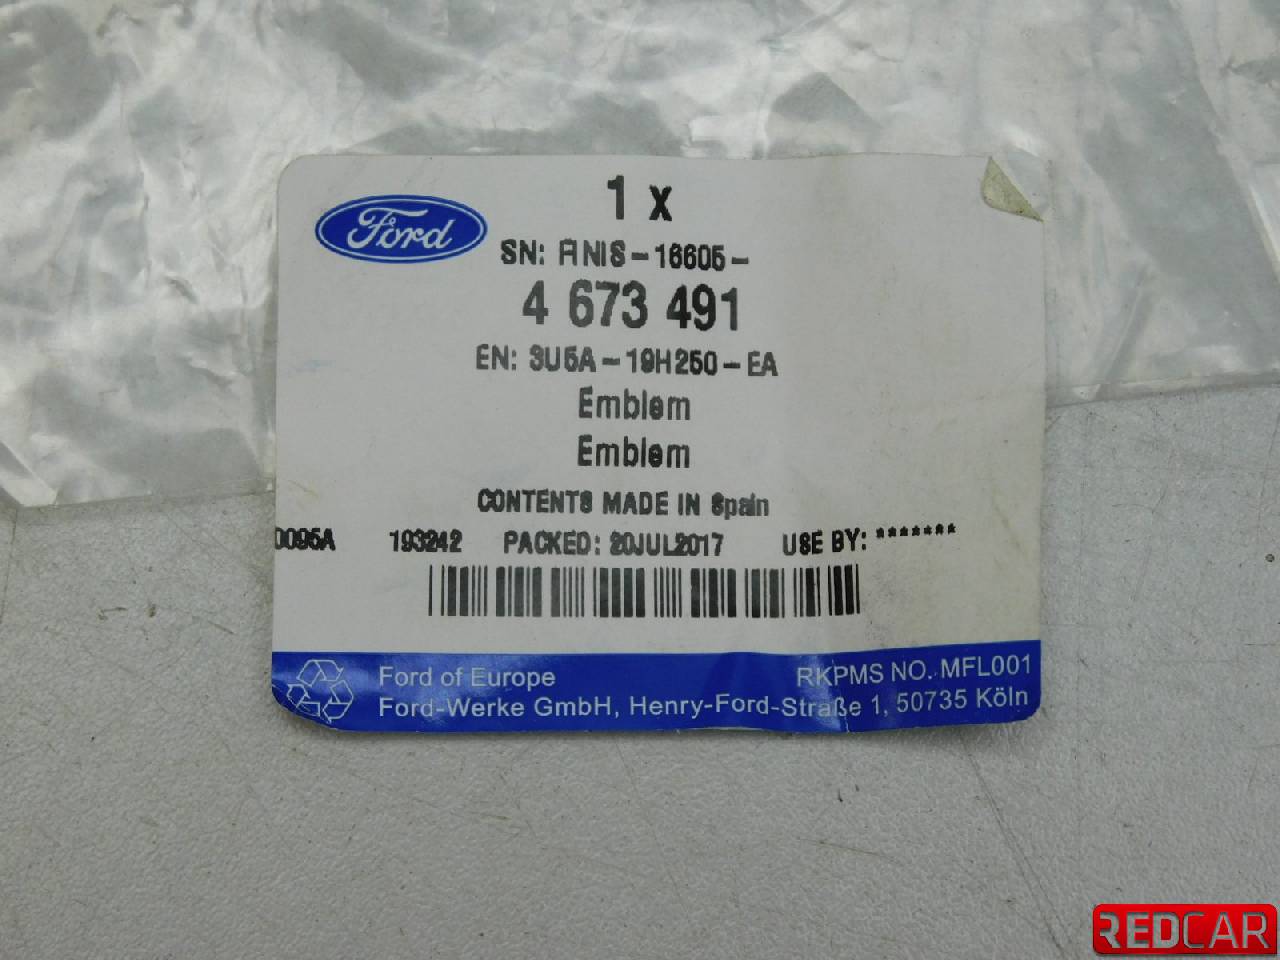 1 x
Ford
SN: FINIS-16605-
4 673 491
EN: 3U5A-19H250-EA
Emblem
Emblem
CONTENTS MADE IN Spain
0095A 193242 PACKED: 20JUL2017 USE BY: *******
Ford of Europe RKPMS NO. MFL001
Ford-Werke GmbH, Henry-Ford-Straße 1, 50735 Köln
REDCAR